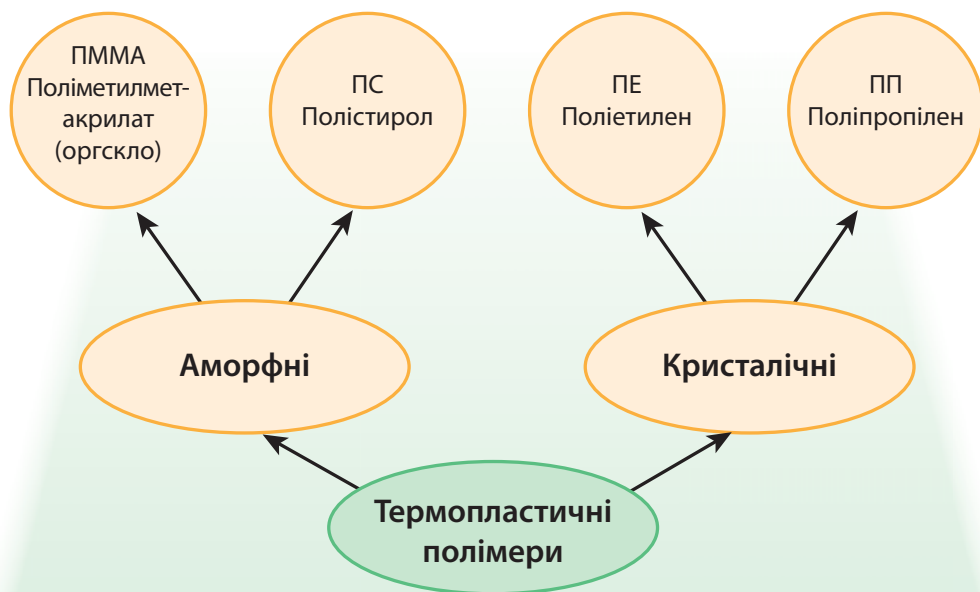 ПММА
Поліметилмет-
акрилат
(оргскло)
ПС
Полістирол
ПЕ
Поліетилен
ПП
Поліпропілен
Аморфні
Кристалічні
Термопластичні
полімери